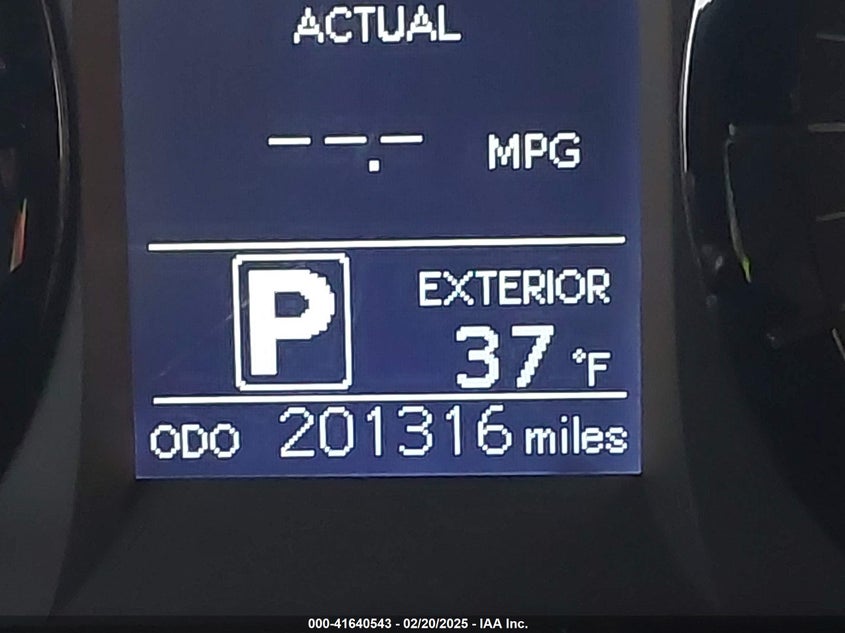 ACTUAL
--.- MPG
P
EXTERIOR
37 °F
ODO 201316 miles
000-41640543 - 02/20/2025 - IAA Inc.